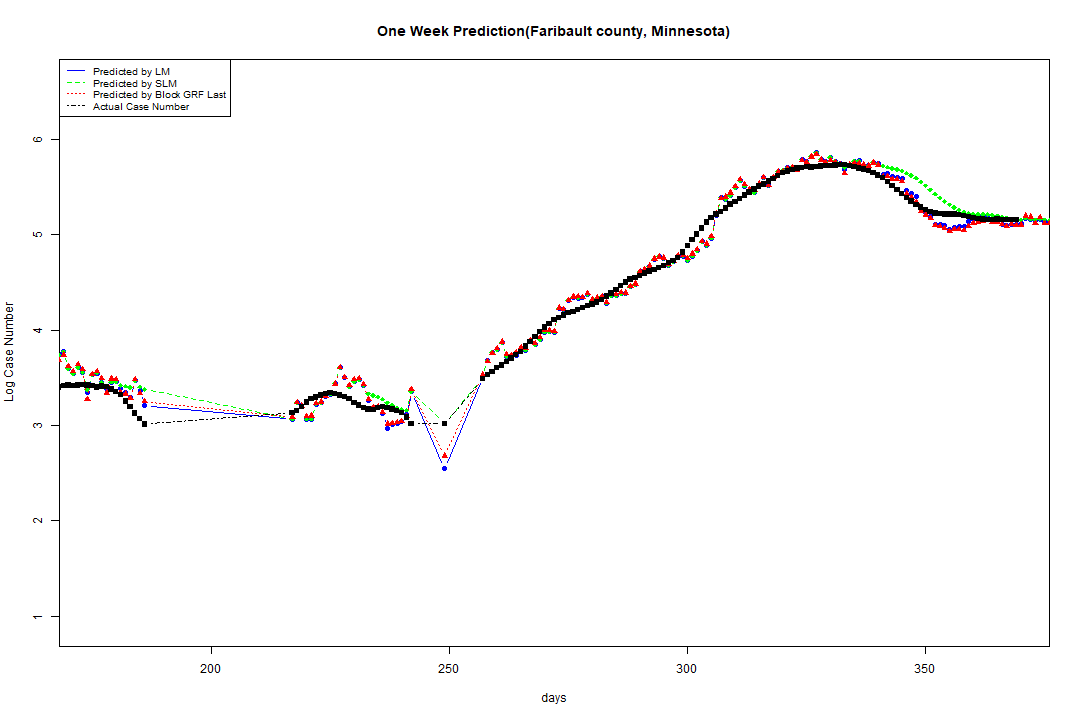 One Week Prediction(Faribault county, Minnesota)
Predicted by LM
Predicted by SLM
Predicted by Block GRF Last
Actual Case Number
Log Case Number
6
5
4
3
2
1
200 250 300 350
days